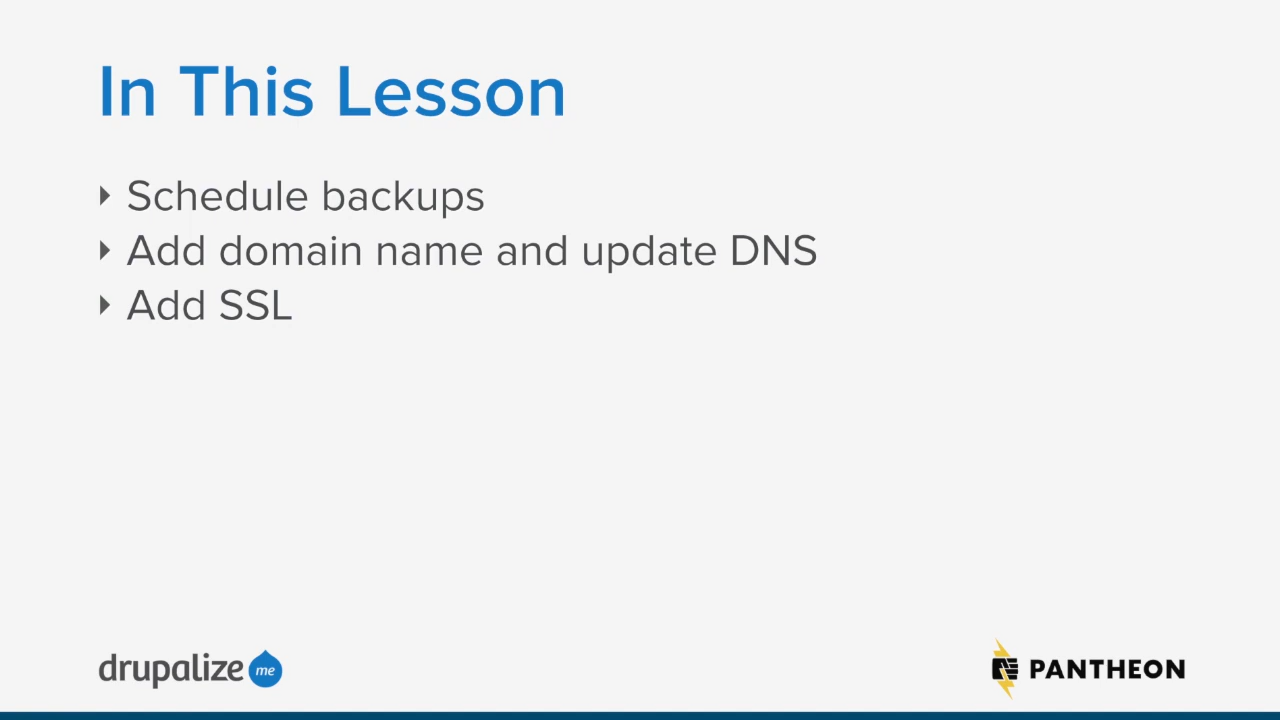 In This Lesson
Schedule backups
Add domain name and update DNS
Add SSL
drupalize me
PANTHEON